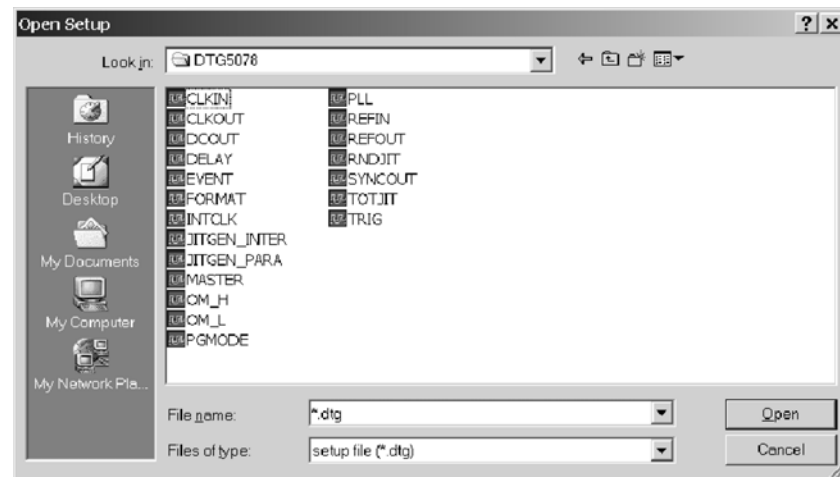 Open Setup
? x
Look in: DTG5078
History
Desktop
My Documents
My Computer
My Network Pla...
CLKIN
CLKOUT
DCOUT
DELAY
EVENT
FORMAT
INTCLK
JITGEN_INTER
JITGEN_PARA
MASTER
OM_H
OM_L
PGMODE
PLL
REFIN
REFOUT
RNDJIT
SYNCOUT
TOTJIT
TRIG
File name: *.dtg
Open
Files of type: setup file (*.dtg)
Cancel